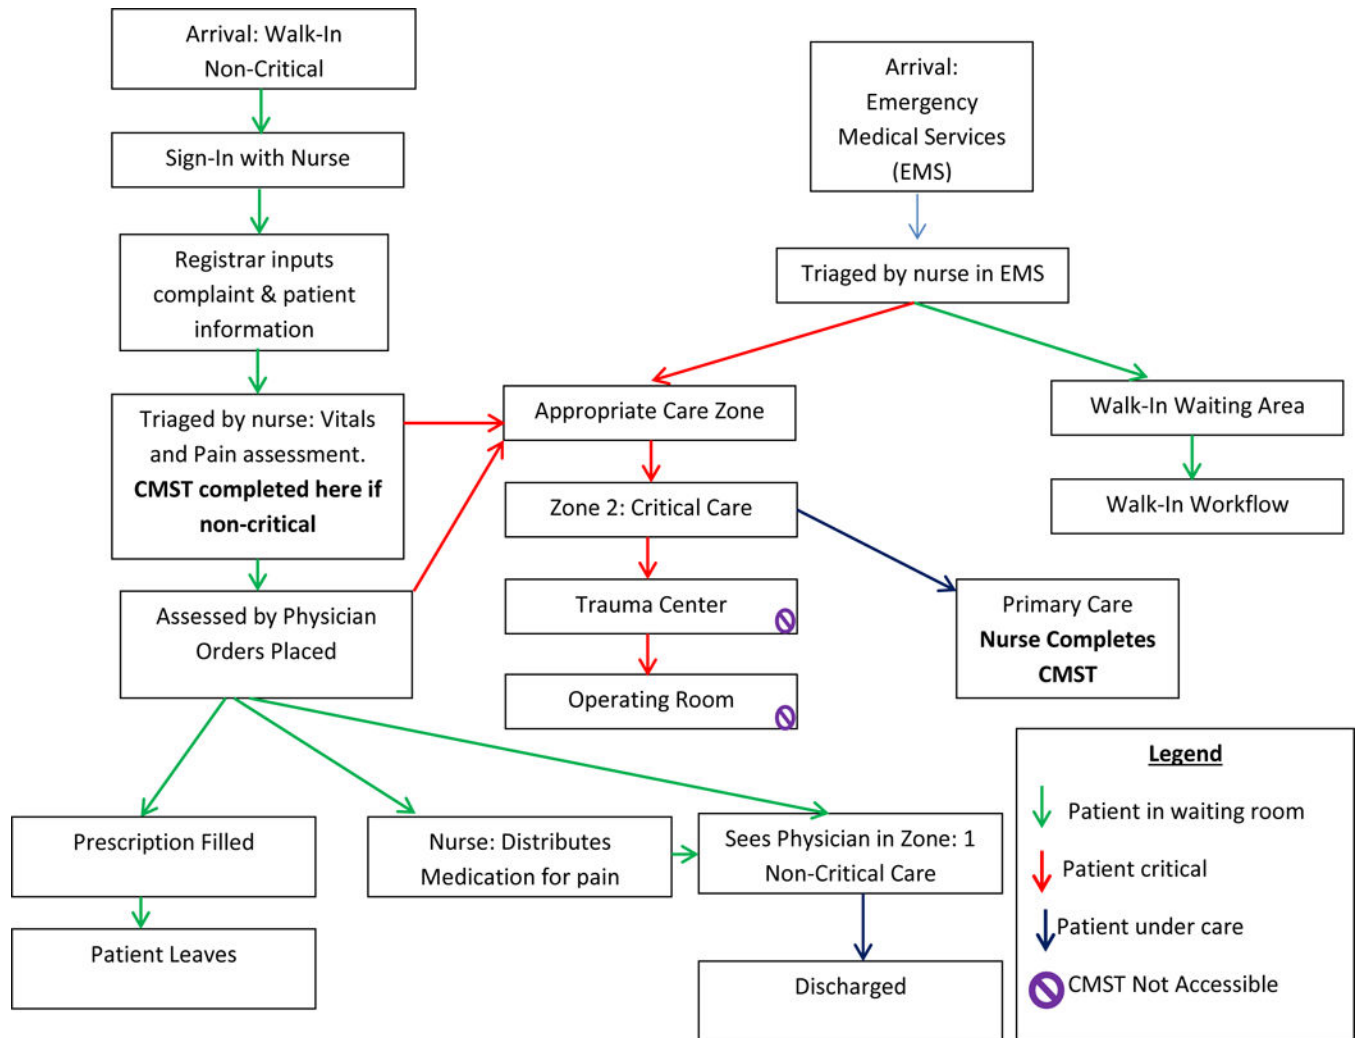 Arrival: Walk-In
Non-Critical
Sign-In with Nurse
Registrar inputs
complaint & patient
information
Triaged by nurse: Vitals
and Pain assessment.
CMST completed here if
non-critical
Assessed by Physician
Orders Placed
Prescription Filled
Patient Leaves
Nurse: Distributes
Medication for pain
Sees Physician in Zone: 1
Non-Critical Care
Discharged
Arrival:
Emergency
Medical Services
(EMS)
Triaged by nurse in EMS
Appropriate Care Zone
Zone 2: Critical Care
Trauma Center
Operating Room
Walk-In Waiting Area
Walk-In Workflow
Primary Care
Nurse Completes
CMST
Legend
Patient in waiting room
Patient critical
Patient under care
CMST Not Accessible